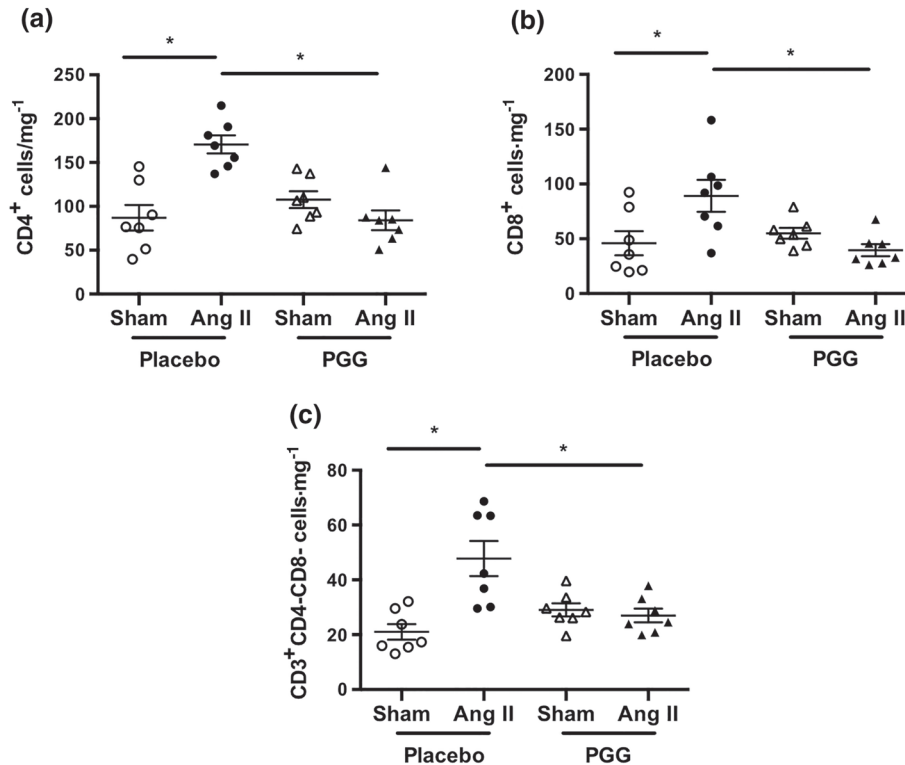 (a)
*
*
CD4+ cells/mg-1
250
200
150
100
50
0
Sham Ang II Sham Ang II
Placebo PGG
(b)
*
*
CD8+ cells·mg-1
200
150
100
50
0
Sham Ang II Sham Ang II
Placebo PGG
(c)
*
*
CD3+CD4-CD8- cells·mg-1
80
60
40
20
0
Sham Ang II Sham Ang II
Placebo PGG